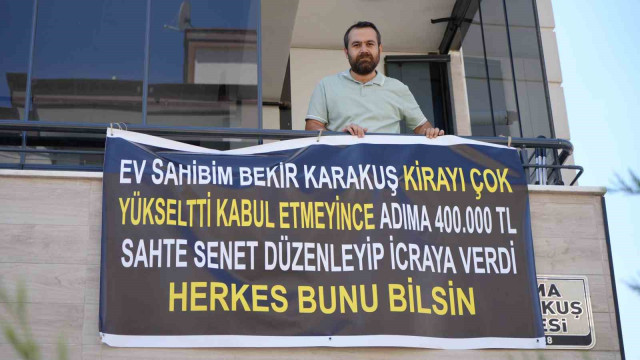 EV SAHİBİM BEKİR KARAKUŞ KİRAYI ÇOK
YÜKSELTTİ KABUL ETMEYİNCE ADIMA 400.000 TL
SAHTE SENET DÜZENLEYİP İCRAYA VERDİ
HERKES BUNU BİLSİN